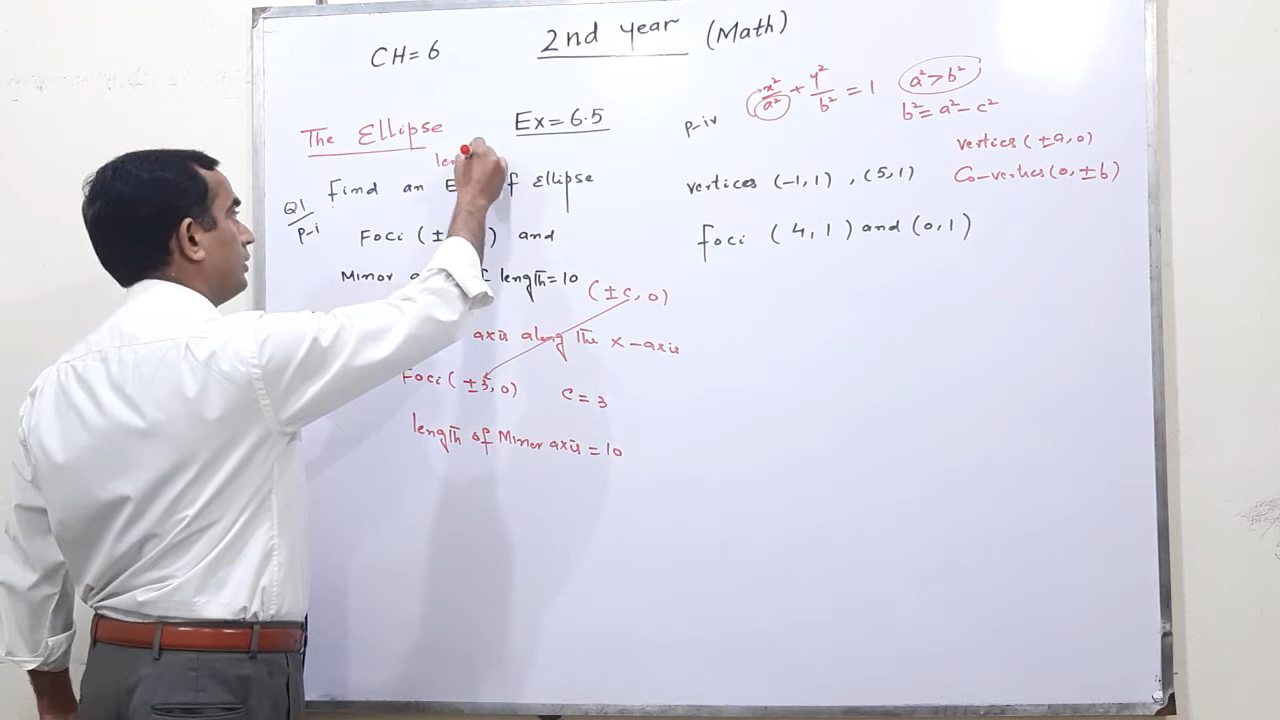 CH=6
2nd year (Math)
The Ellipse
Ex=6.5
Q1
p-i
Find an of Ellipse
Foci (± ) and
Minor length=10
(±c, 0)
axis along the x-axis
Foci (±3, 0) c = 3
length of Minor axis = 10
p-iv
x²/a² + y²/b² = 1
a² > b²
b² = a² - c²
vertices (±a, 0)
Co-vertices (0, ±b)
vertices (-1, 1) , (5, 1)
foci (4, 1) and (0, 1)